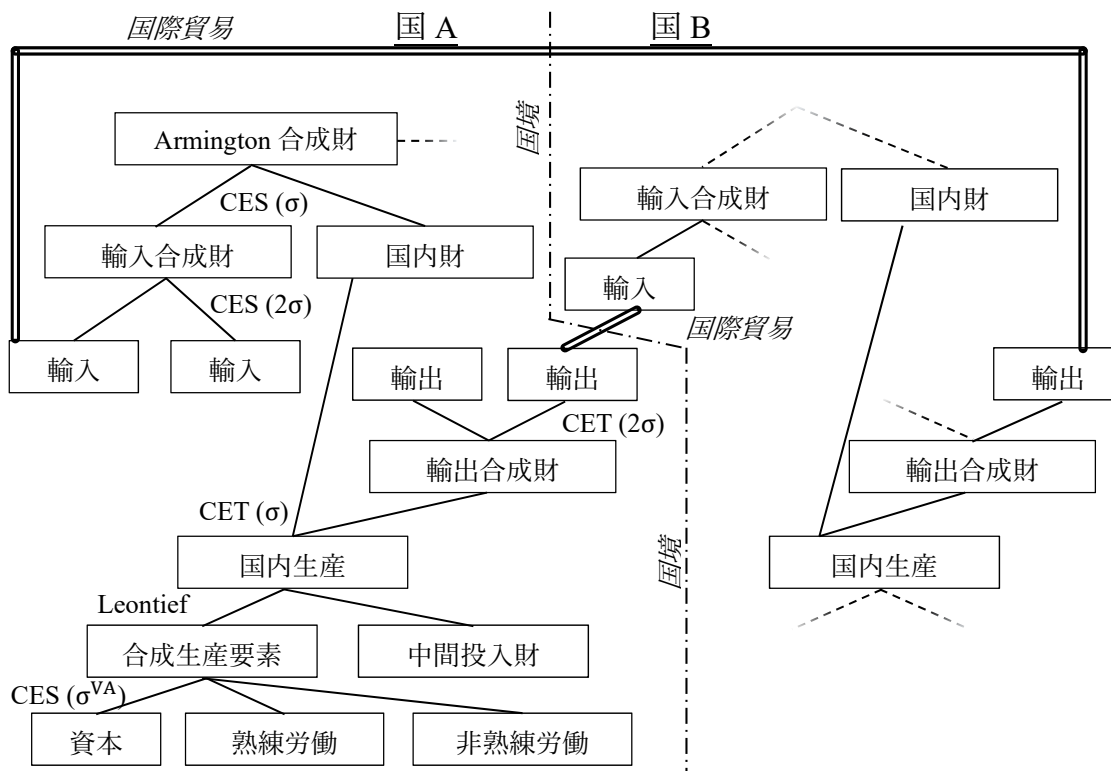 国際貿易
国 A
国 B
国境
Armington 合成財
CES (σ)
輸入合成財
国内財
輸入合成財
国内財
CES (2σ)
輸入
国際貿易
輸入
輸入
輸出
輸出
輸出
CET (2σ)
輸出合成財
輸出合成財
CET (σ)
国内生産
国境
国内生産
Leontief
合成生産要素
中間投入財
CES (σ^VA)
資本
熟練労働
非熟練労働